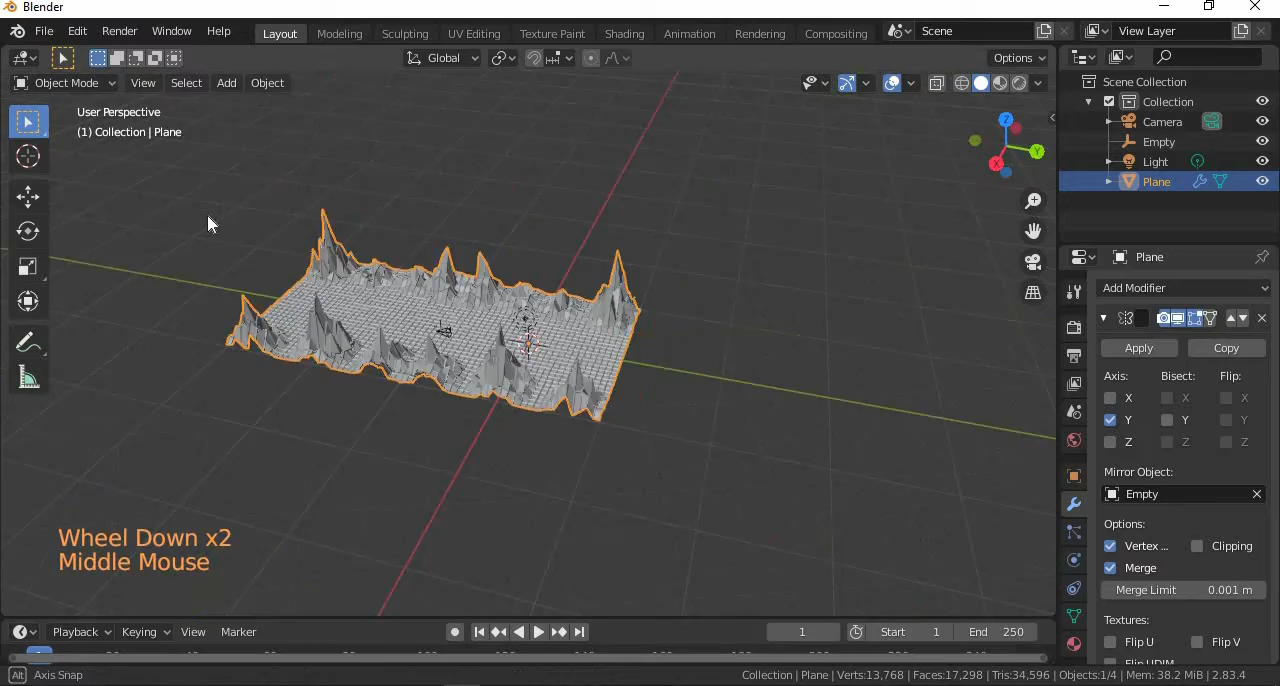 Blender
File Edit Render Window Help
Layout Modeling Sculpting UV Editing Texture Paint Shading Animation Rendering Compositing
Scene
View Layer
Global
Options
Object Mode View Select Add Object
User Perspective
(1) Collection | Plane
Z
Y
X
Scene Collection
Collection
Camera
Empty
Light
Plane
Plane
Add Modifier
Apply Copy
Axis: Bisect: Flip:
X X X
Y Y Y
Z Z Z
Mirror Object:
Empty
Options:
Vertex ... Clipping
Merge
Merge Limit 0.001 m
Textures:
Flip U Flip V
Flip UDIM
Wheel Down x2
Middle Mouse
Playback Keying View Marker
1
Start 1 End 250
Alt Axis Snap
Collection | Plane | Verts:13,768 | Faces:17,298 | Tris:34,596 | Objects:1/4 | Mem: 38.2 MiB | 2.83.4